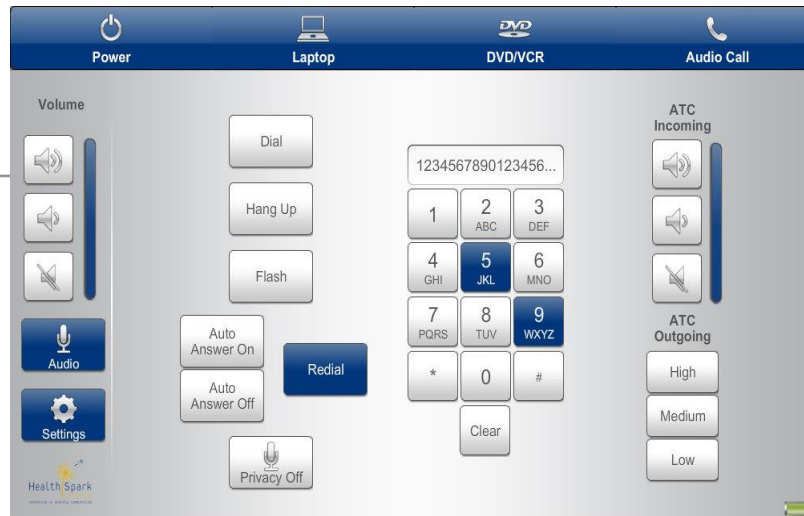 Power
Laptop
DVD
DVD/VCR
Audio Call
Volume
Audio
Settings
Health Spark
Dial
Hang Up
Flash
Auto
Answer On
Auto
Answer Off
Redial
Privacy Off
1234567890123456...
1
2
ABC
3
DEF
4
GHI
5
JKL
6
MNO
7
PQRS
8
TUV
9
WXYZ
*
0
#
Clear
ATC
Incoming
ATC
Outgoing
High
Medium
Low